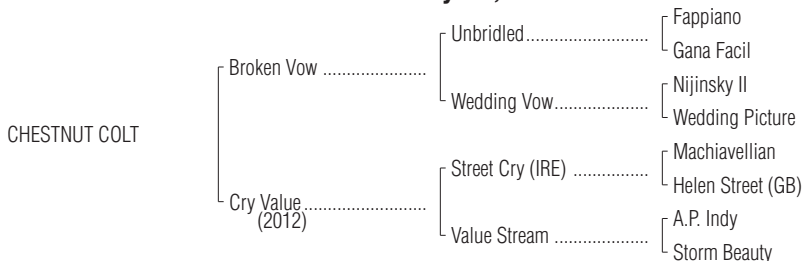 Fappiano
Unbridled..............................
Gana Facil
Broken Vow .........................
Nijinsky II
Wedding Vow.......................
Wedding Picture
CHESTNUT COLT
Machiavellian
Street Cry (IRE) ..................
Helen Street (GB)
Cry Value..............................
(2012)
A.P. Indy
Value Stream ......................
Storm Beauty